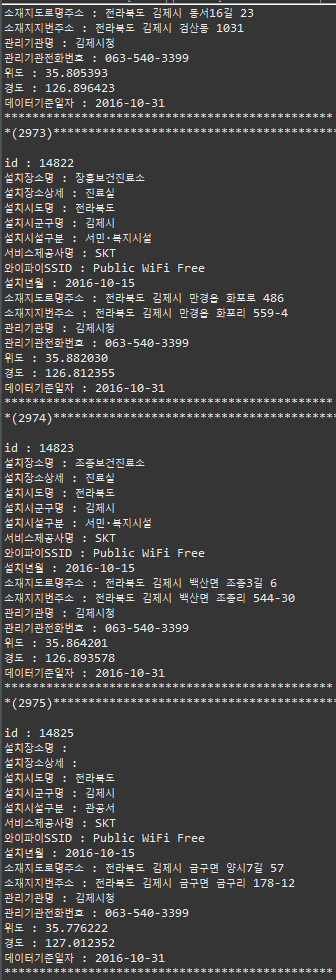 소재지도로명주소 : 전라북도 김제시 동서16길 23
소재지지번주소 : 전라북도 김제시 검산동 1031
관리기관명 : 김제시청
관리기관전화번호 : 063-540-3399
위도 : 35.805393
경도 : 126.896423
데이터기준일자 : 2016-10-31
**********************************************
*(2973)***************************************
id : 14822
설치장소명 : 장흥보건진료소
설치장소상세 : 진료실
설치시도명 : 전라북도
설치시군구명 : 김제시
설치시설구분 : 서민·복지시설
서비스제공사명 : SKT
와이파이SSID : Public WiFi Free
설치년월 : 2016-10-15
소재지도로명주소 : 전라북도 김제시 만경읍 화포로 486
소재지지번주소 : 전라북도 김제시 만경읍 화포리 559-4
관리기관명 : 김제시청
관리기관전화번호 : 063-540-3399
위도 : 35.882030
경도 : 126.812355
데이터기준일자 : 2016-10-31
**********************************************
*(2974)***************************************
id : 14823
설치장소명 : 조종보건진료소
설치장소상세 : 진료실
설치시도명 : 전라북도
설치시군구명 : 김제시
설치시설구분 : 서민·복지시설
서비스제공사명 : SKT
와이파이SSID : Public WiFi Free
설치년월 : 2016-10-15
소재지도로명주소 : 전라북도 김제시 백산면 조종3길 6
소재지지번주소 : 전라북도 김제시 백산면 조종리 544-30
관리기관명 : 김제시청
관리기관전화번호 : 063-540-3399
위도 : 35.864201
경도 : 126.893578
데이터기준일자 : 2016-10-31
**********************************************
*(2975)***************************************
id : 14825
설치장소명 :
설치장소상세 :
설치시도명 : 전라북도
설치시군구명 : 김제시
설치시설구분 : 관공서
서비스제공사명 : SKT
와이파이SSID : Public WiFi Free
설치년월 : 2016-10-15
소재지도로명주소 : 전라북도 김제시 금구면 양시7길 57
소재지지번주소 : 전라북도 김제시 금구면 금구리 178-12
관리기관명 : 김제시청
관리기관전화번호 : 063-540-3399
위도 : 35.776222
경도 : 127.012352
데이터기준일자 : 2016-10-31
**********************************************